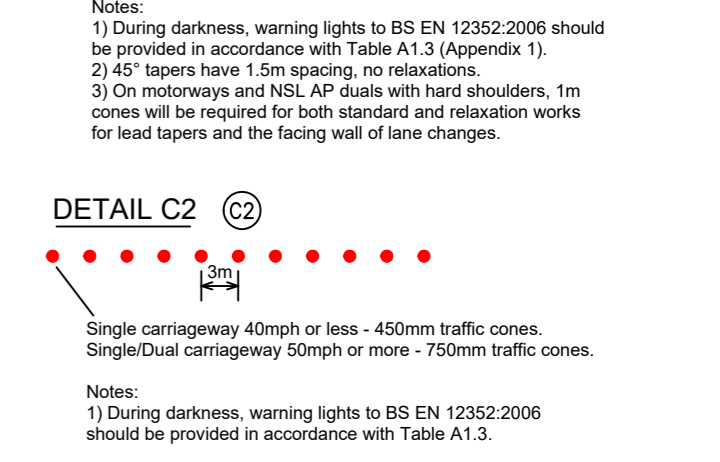 Notes:
1) During darkness, warning lights to BS EN 12352:2006 should
be provided in accordance with Table A1.3 (Appendix 1).
2) 45° tapers have 1.5m spacing, no relaxations.
3) On motorways and NSL AP duals with hard shoulders, 1m
cones will be required for both standard and relaxation works
for lead tapers and the facing wall of lane changes.
DETAIL C2 C2
3m
Single carriageway 40mph or less - 450mm traffic cones.
Single/Dual carriageway 50mph or more - 750mm traffic cones.
Notes:
1) During darkness, warning lights to BS EN 12352:2006
should be provided in accordance with Table A1.3.